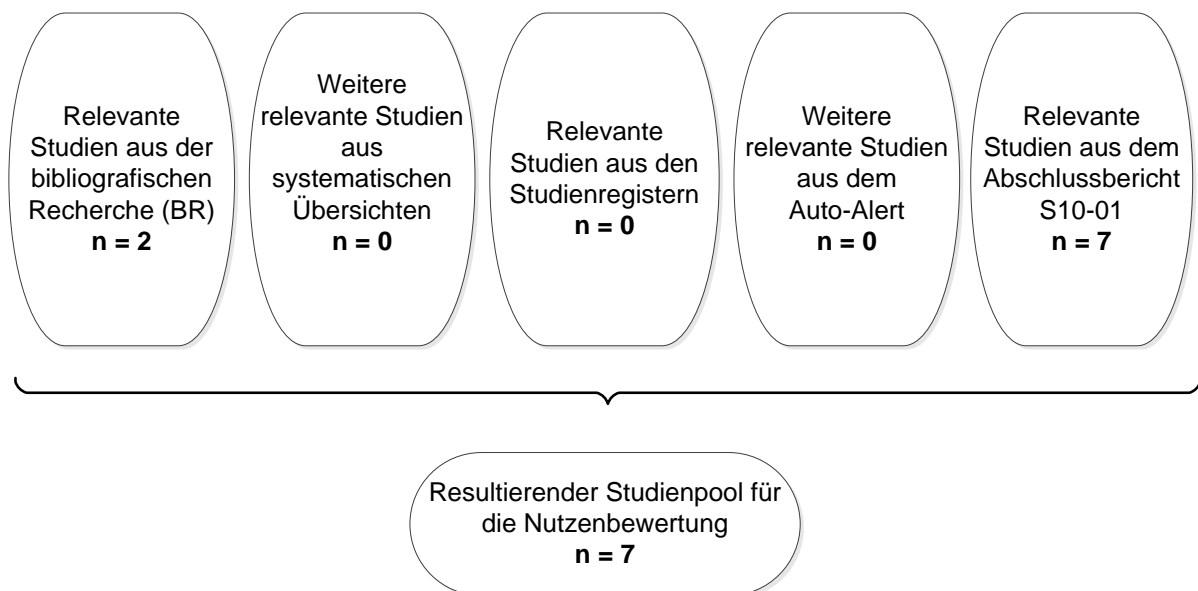 Relevante
Studien aus der
bibliografischen
Recherche (BR)
n = 2
Weitere
relevante Studien
aus
systematischen
Übersichten
n = 0
Relevante
Studien aus den
Studienregistern
n = 0
Weitere
relevante Studien
aus dem
Auto-Alert
n = 0
Relevante
Studien aus dem
Abschlussbericht
S10-01
n = 7
Resultierender Studienpool für
die Nutzenbewertung
n = 7